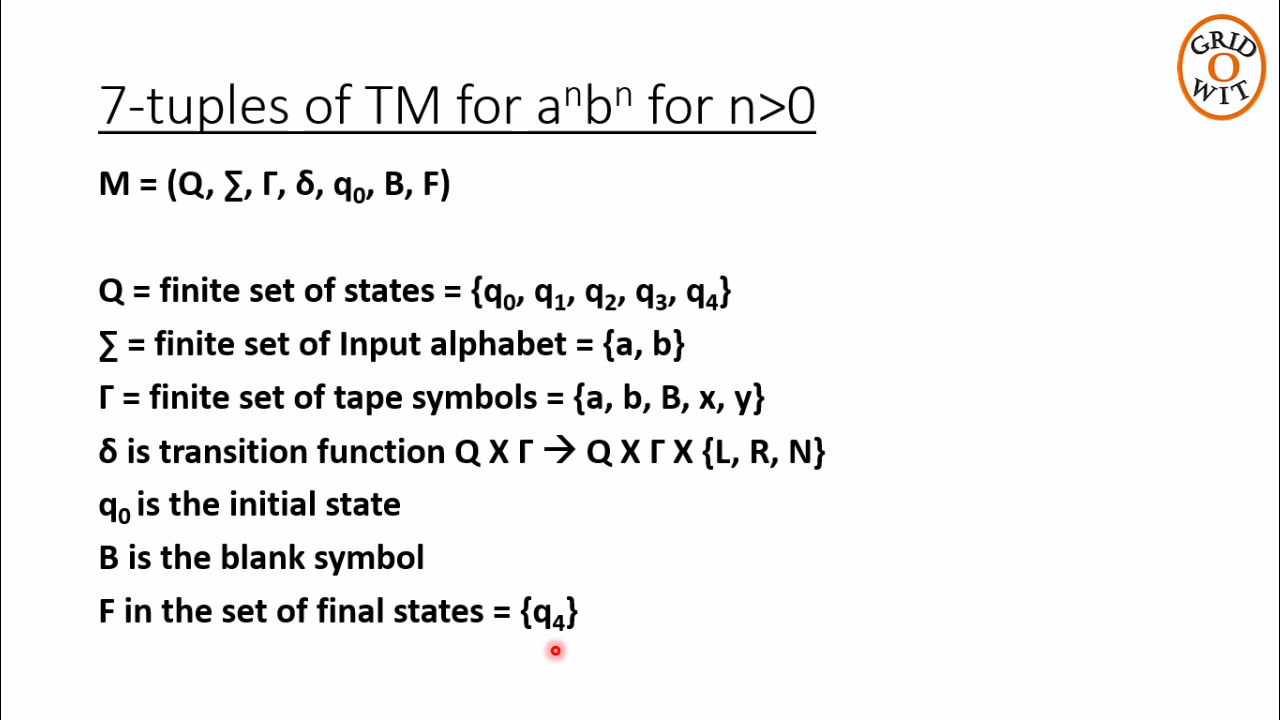 GRID
O
WIT
7-tuples of TM for aⁿbⁿ for n>0
M = (Q, ∑, Γ, δ, q₀, B, F)
Q = finite set of states = {q₀, q₁, q₂, q₃, q₄}
∑ = finite set of Input alphabet = {a, b}
Γ = finite set of tape symbols = {a, b, B, x, y}
δ is transition function Q X Γ → Q X Γ X {L, R, N}
q₀ is the initial state
B is the blank symbol
F in the set of final states = {q₄}